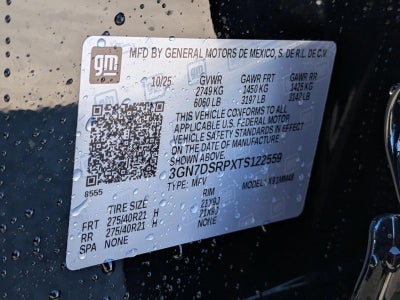 gm
MFD BY GENERAL MOTORS DE MEXICO, S. DE R.L. DE C.V.
10/25 GVWR GAWR FRT GAWR RR
2749 KG 1450 KG 1425 KG
6060 LB 3197 LB 3142 LB
THIS VEHICLE CONFORMS TO ALL
APPLICABLE U.S. FEDERAL MOTOR
VEHICLE SAFETY STANDARDS IN EFFECT
ON THE DATE OF MANUFACTURE
SHOWN ABOVE.
3GN7DSRPXTS122559
TYPE: MPV
8555
TIRE SIZE RIM
FRT 275/40R21 H 21X9J
RR 275/40R21 H 21X9J
SPA NONE NONE